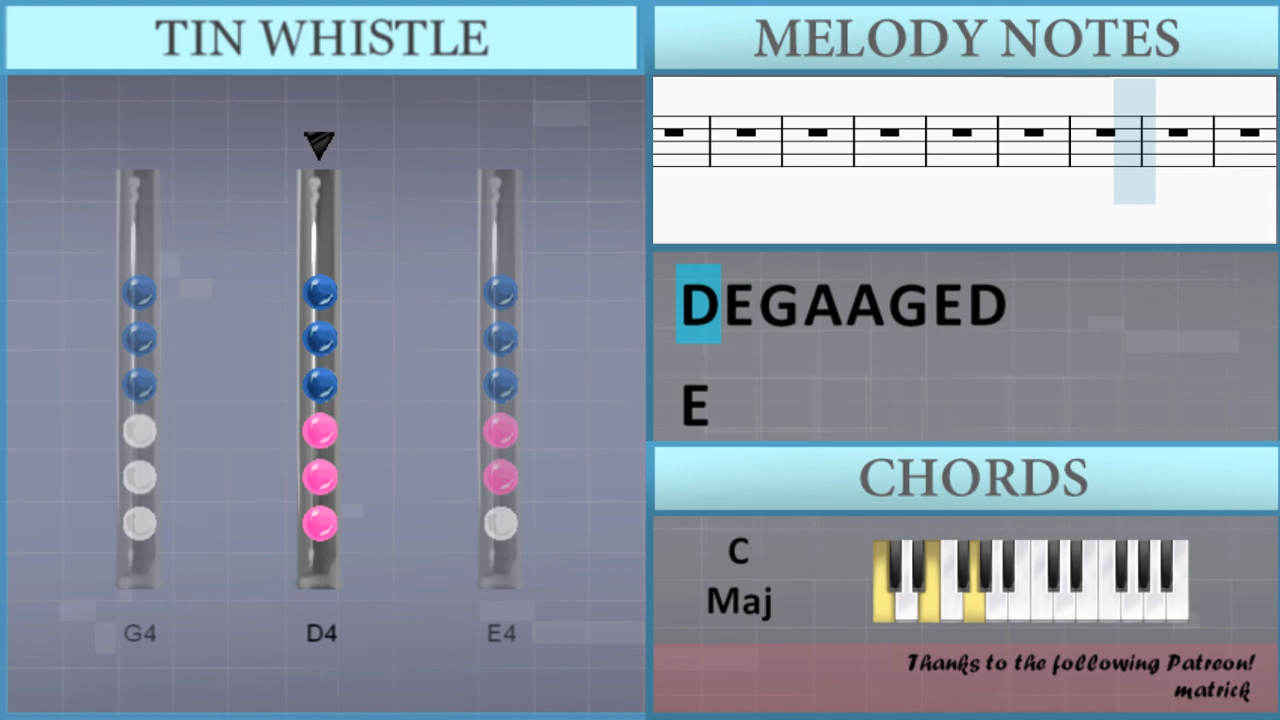 TIN WHISTLE
G4
D4
E4
MELODY NOTES
DEGAAGED
E
CHORDS
C
Maj
Thanks to the following Patreon!
matrick